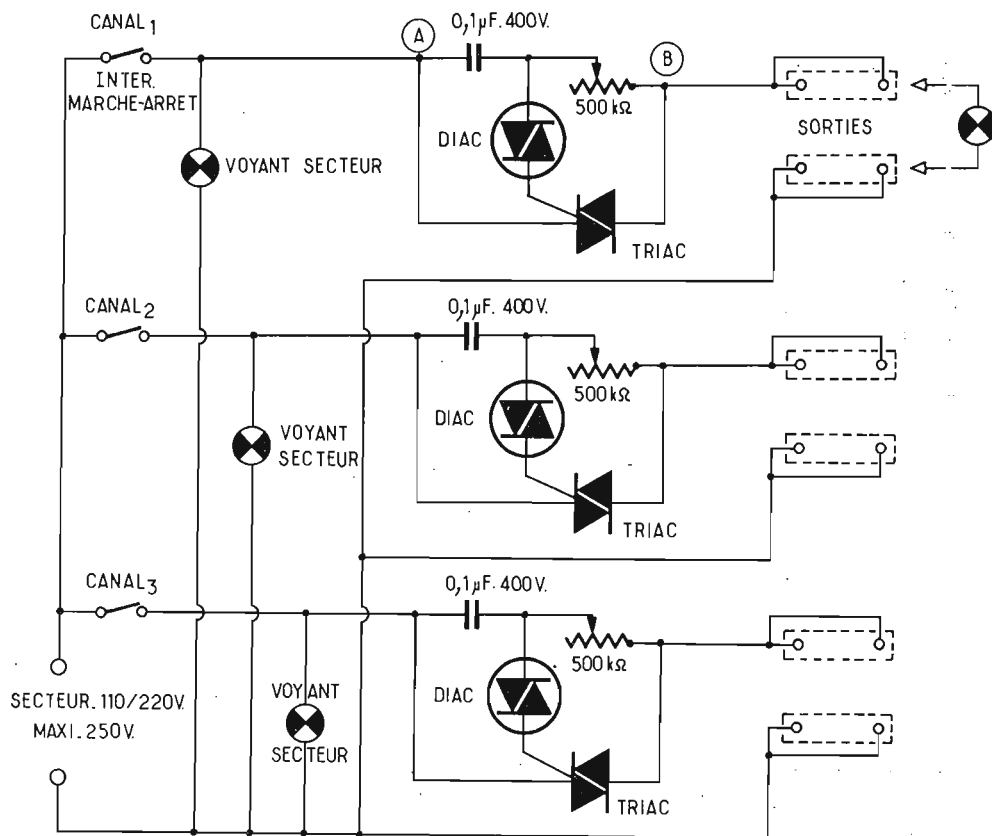 CANAL 1
A
0,1µF. 400V.
B
INTER.
MARCHE-ARRET
500 kΩ
DIAC
SORTIES
VOYANT SECTEUR
TRIAC
CANAL 2
0,1µF. 400V.
500kΩ
DIAC
VOYANT
SECTEUR
TRIAC
CANAL 3
0,1µF. 400V.
500 kΩ
SECTEUR. 110/220V.
MAXI. 250V.
VOYANT
SECTEUR
DIAC
TRIAC